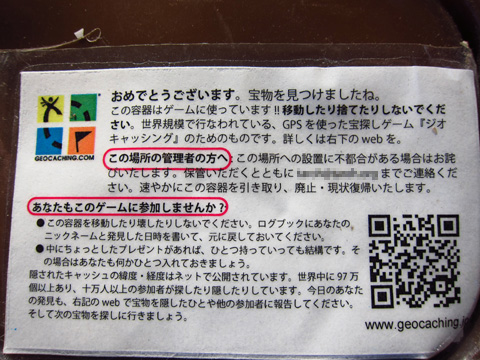 おめでとうございます。宝物を見つけましたね。
この容器はゲームに使っています!!移動したり捨てたりしないでくだ
さい。世界規模で行なわれている、GPSを使った宝探しゲーム『ジオ
キャッシング』のためのものです。詳しくは右下のwebを。
GEOCACHING.COM
この場所の管理者の方へ:この場所への設置に不都合がある場合はお詫
びいたします。保管いただくとともに までご連絡くだ
さい。速やかにこの容器を引き取り、廃止・現状復帰いたします。
あなたもこのゲームに参加しませんか?
●この容器を移動したり壊したりしないでください。ログブックにあなたの、
ニックネームと発見した日時を書いて、元に戻しておいてください。
●中にちょっとしたプレゼントがあれば、ひとつ持っていっても結構です。そ
の場合はあなたも何かひとつ入れておきましょう。
隠されたキャッシュの緯度・経度はネットで公開されています。世界中に97万
個以上あり、十万人以上の参加者が探したり隠したりしています。今日のあなた
の発見も、右記のwebで宝物を隠したひとや他の参加者に報告してください。
そして次の宝物を探しに行きましょう。
www.geocaching.j